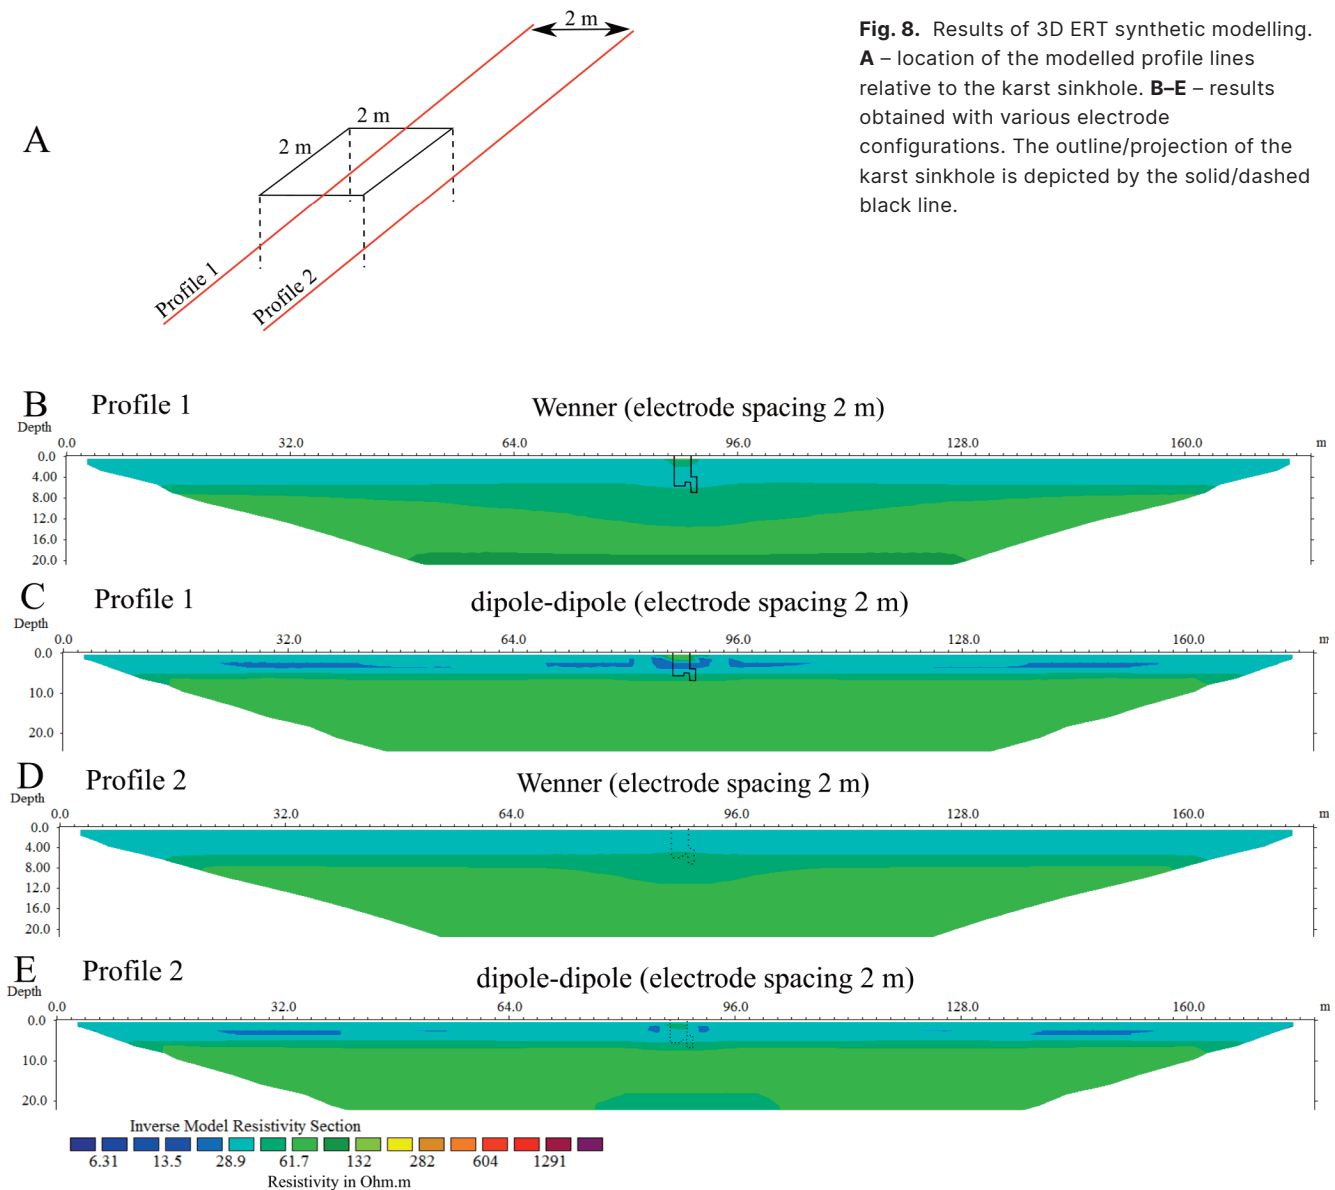 2 m
Fig. 8. Results of 3D ERT synthetic modelling.
A – location of the modelled profile lines
relative to the karst sinkhole. B–E – results
obtained with various electrode
configurations. The outline/projection of the
karst sinkhole is depicted by the solid/dashed
black line.
A
2 m
2 m
Profile 1
Profile 2
B
Profile 1
Wenner (electrode spacing 2 m)
Depth
0.0 32.0 64.0 96.0 128.0 160.0 m
0.0
4.00
8.00
12.0
16.0
20.0
C
Profile 1
dipole-dipole (electrode spacing 2 m)
Depth
0.0 32.0 64.0 96.0 128.0 160.0 m
0.0
10.0
20.0
D
Profile 2
Wenner (electrode spacing 2 m)
Depth
0.0 32.0 64.0 96.0 128.0 160.0 m
0.0
4.00
8.00
12.0
16.0
20.0
E
Profile 2
dipole-dipole (electrode spacing 2 m)
Depth
0.0 32.0 64.0 96.0 128.0 160.0 m
0.0
10.0
20.0
Inverse Model Resistivity Section
6.31 13.5 28.9 61.7 132 282 604 1291
Resistivity in Ohm.m